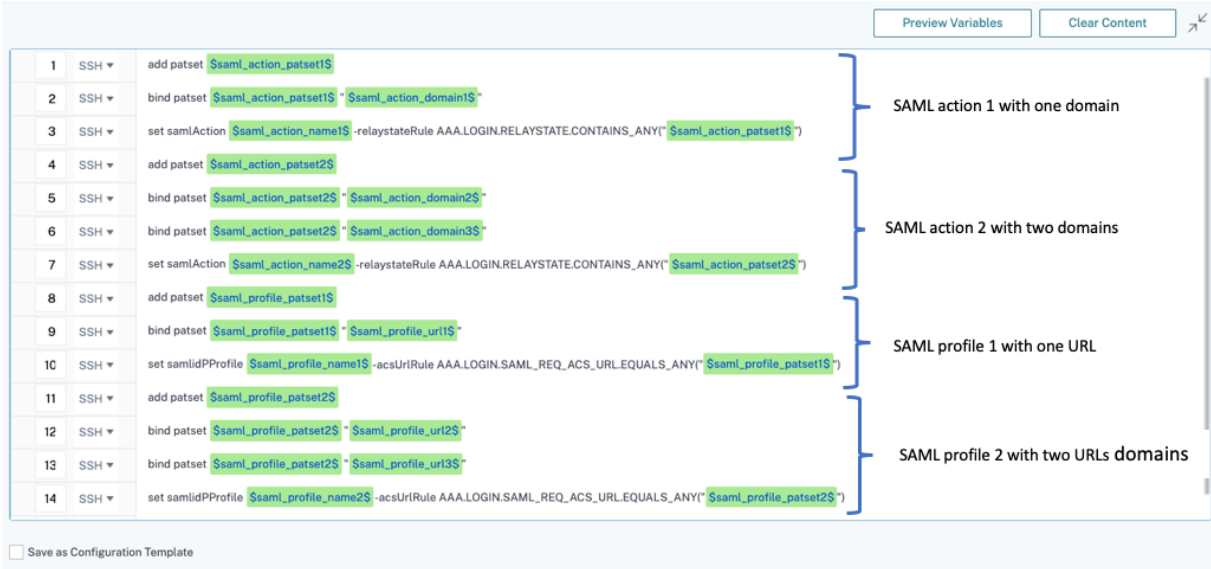 Preview Variables Clear Content
1 SSH add patset $saml_action_patset1$
2 SSH bind patset $saml_action_patset1$ " $saml_action_domain1$ "
SAML action 1 with one domain
3 SSH set samlAction $saml_action_name1$ -relaystateRule AAA.LOGIN.RELAYSTATE.CONTAINS_ANY(" $saml_action_patset1$ ")
4 SSH add patset $saml_action_patset2$
5 SSH bind patset $saml_action_patset2$ " $saml_action_domain2$ "
SAML action 2 with two domains
6 SSH bind patset $saml_action_patset2$ " $saml_action_domain3$ "
7 SSH set samlAction $saml_action_name2$ -relaystateRule AAA.LOGIN.RELAYSTATE.CONTAINS_ANY(" $saml_action_patset2$ ")
8 SSH add patset $saml_profile_patset1$
9 SSH bind patset $saml_profile_patset1$ " $saml_profile_url1$ "
SAML profile 1 with one URL
10 SSH set samlidPProfile $saml_profile_name1$ -acsUrlRule AAA.LOGIN.SAML_REQ_ACS_URL.EQUALS_ANY(" $saml_profile_patset1$ ")
11 SSH add patset $saml_profile_patset2$
12 SSH bind patset $saml_profile_patset2$ " $saml_profile_url2$ "
SAML profile 2 with two URLs domains
13 SSH bind patset $saml_profile_patset2$ " $saml_profile_url3$ "
14 SSH set samlidPProfile $saml_profile_name2$ -acsUrlRule AAA.LOGIN.SAML_REQ_ACS_URL.EQUALS_ANY(" $saml_profile_patset2$ ")
Save as Configuration Template